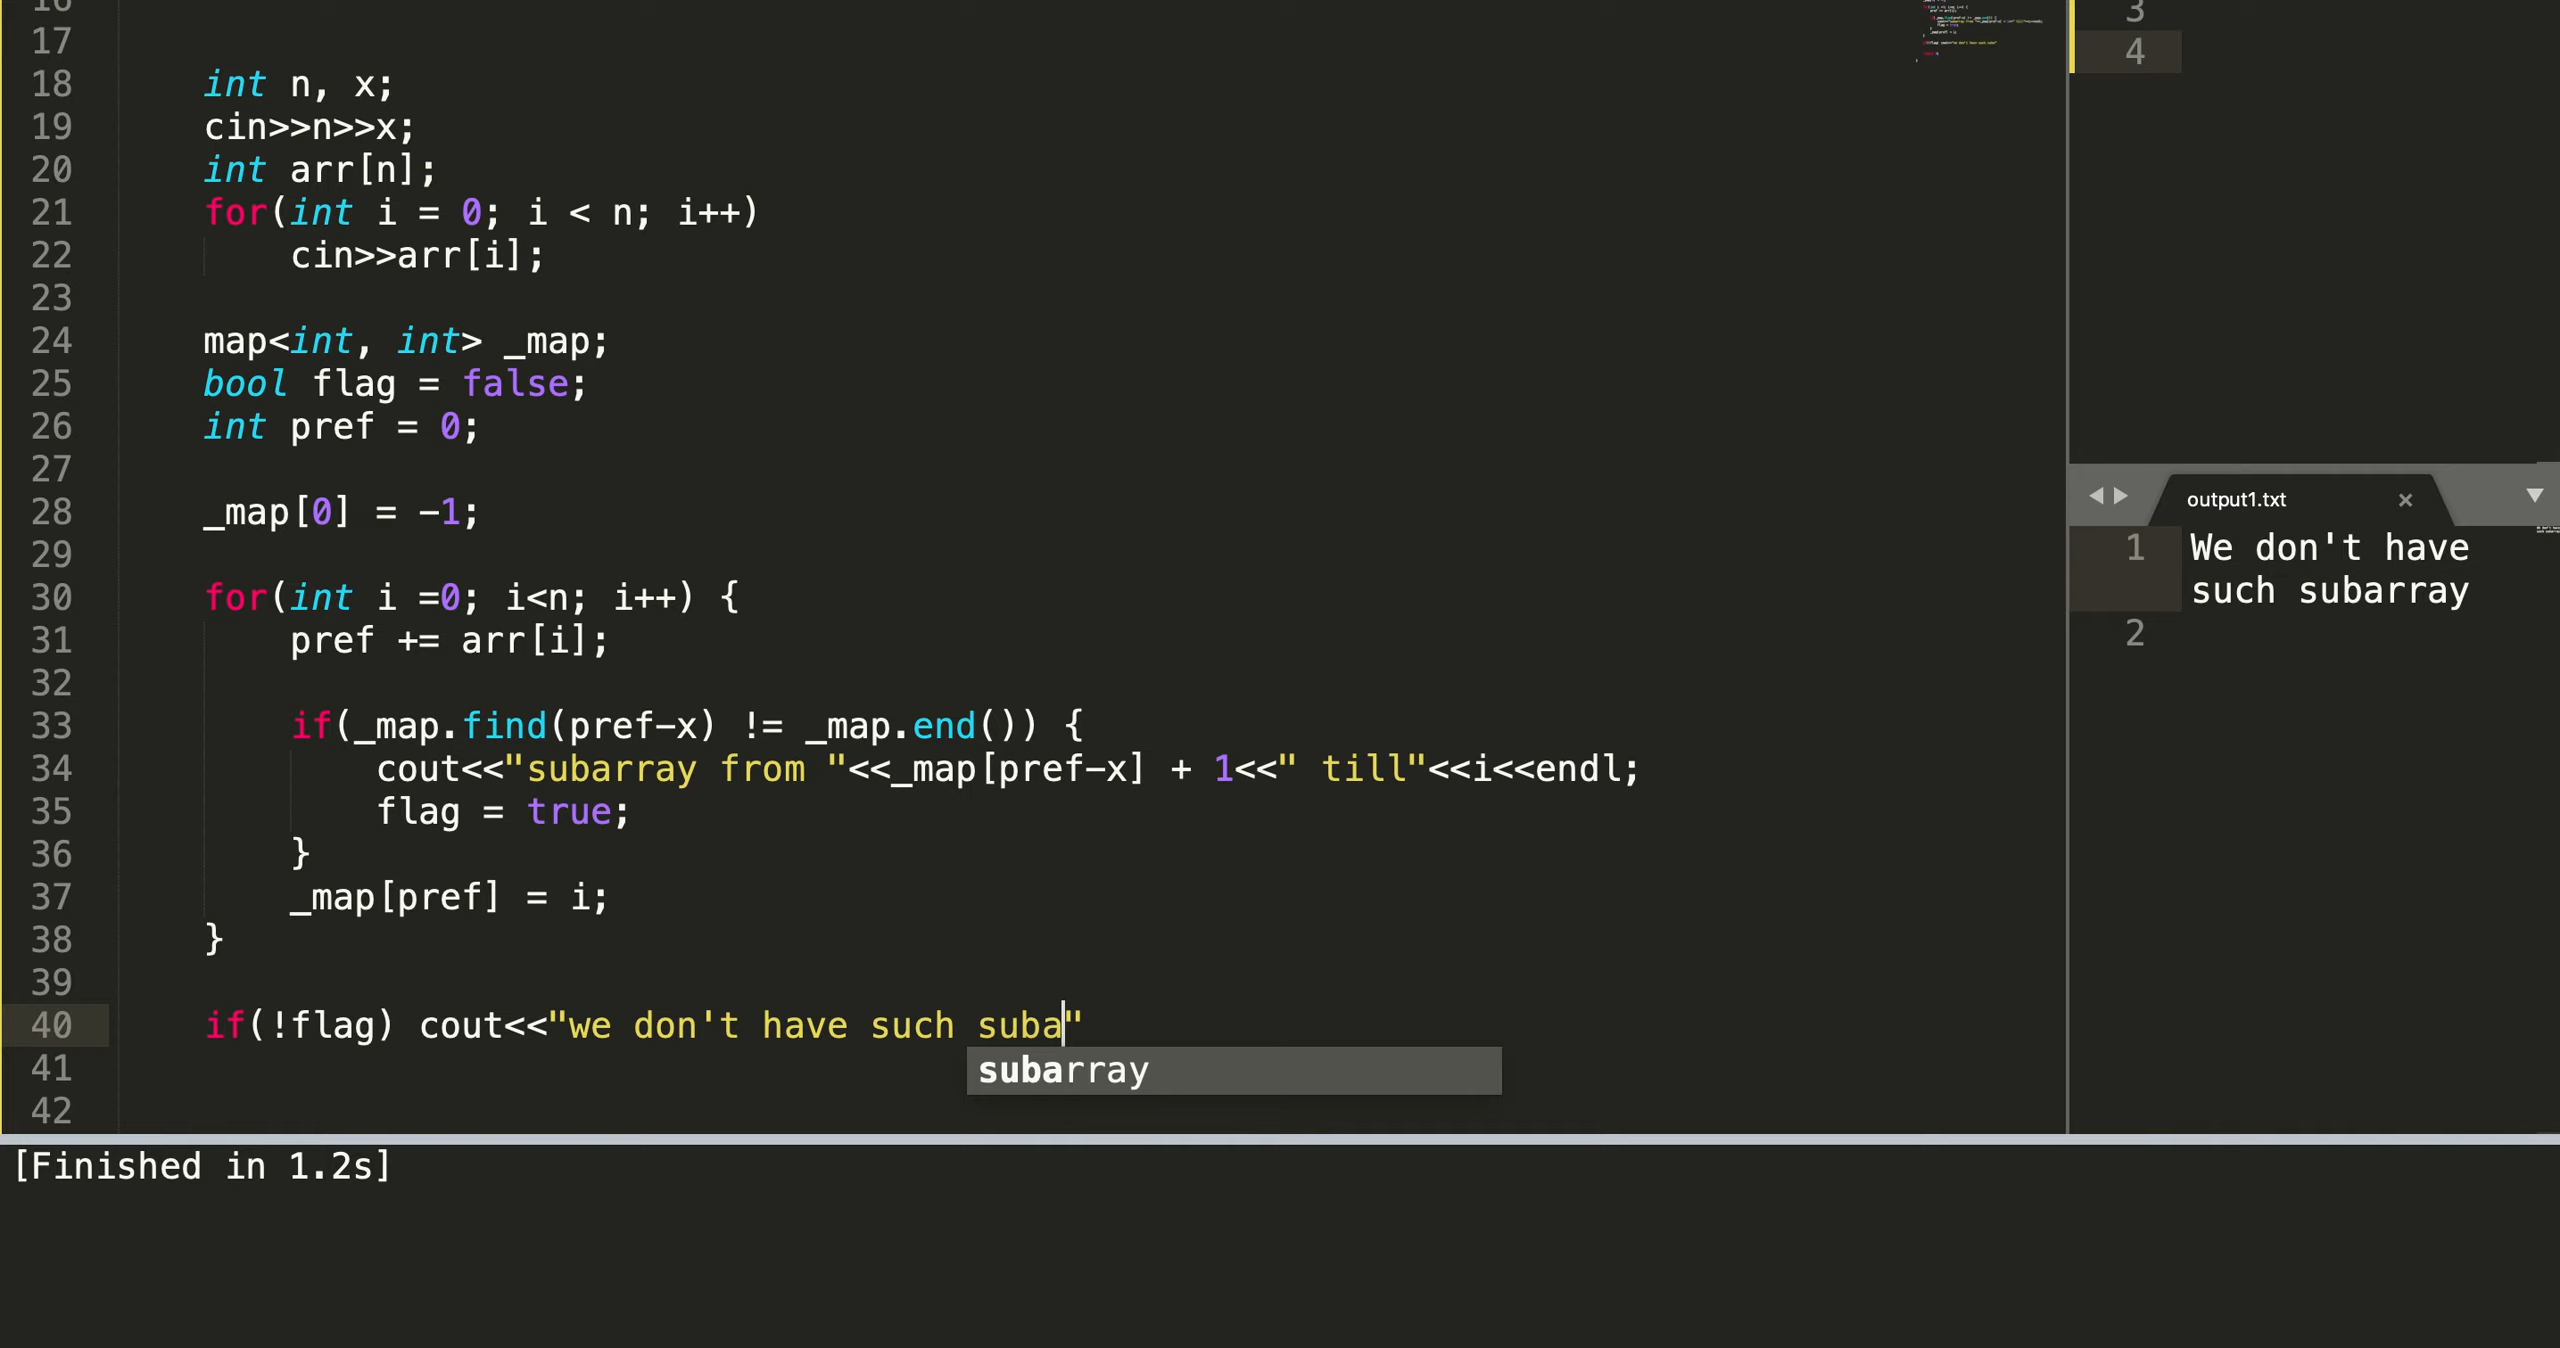 16
17
18 int n, x;
19 cin>>n>>x;
20 int arr[n];
21 for(int i = 0; i < n; i++)
22 cin>>arr[i];
23
24 map<int, int> _map;
25 bool flag = false;
26 int pref = 0;
27
28 _map[0] = -1;
29
30 for(int i =0; i<n; i++) {
31 pref += arr[i];
32
33 if(_map.find(pref-x) != _map.end()) {
34 cout<<"subarray from "<<_map[pref-x] + 1<<" till"<<i<<endl;
35 flag = true;
36 }
37 _map[pref] = i;
38 }
39
40 if(!flag) cout<<"we don't have such suba"
subarray
41
42
3
4
output1.txt
1 We don't have
such subarray
2
[Finished in 1.2s]